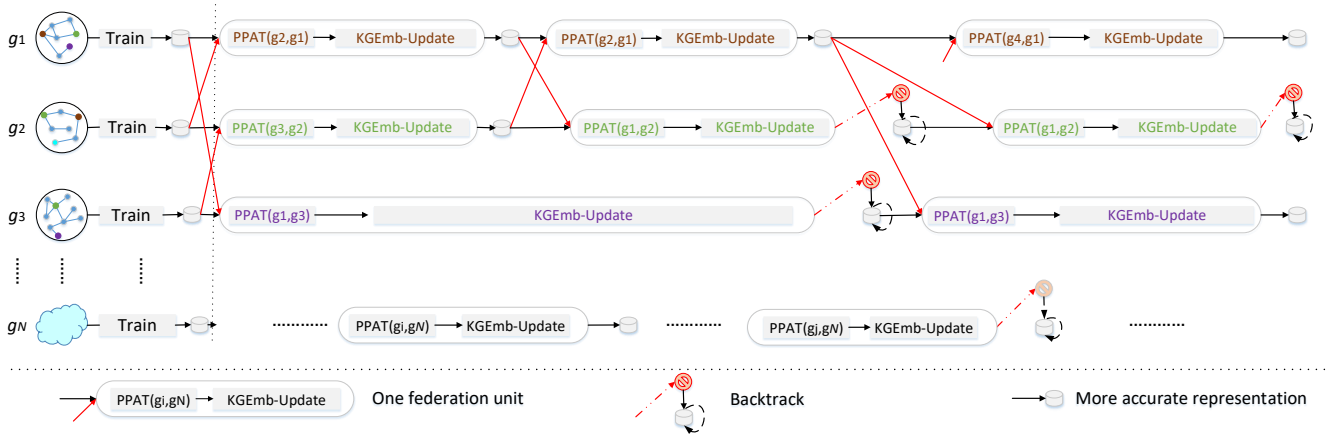 g1 Train PPAT(g2,g1) KGEmb-Update PPAT(g2,g1) KGEmb-Update PPAT(g4,g1) KGEmb-Update
g2 Train PPAT(g3,g2) KGEmb-Update PPAT(g1,g2) KGEmb-Update PPAT(g1,g2) KGEmb-Update
g3 Train PPAT(g1,g3) KGEmb-Update PPAT(g1,g3) KGEmb-Update
gN Train PPAT(gi,gN) KGEmb-Update PPAT(gj,gN) KGEmb-Update
PPAT(gi,gN) KGEmb-Update One federation unit Backtrack More accurate representation